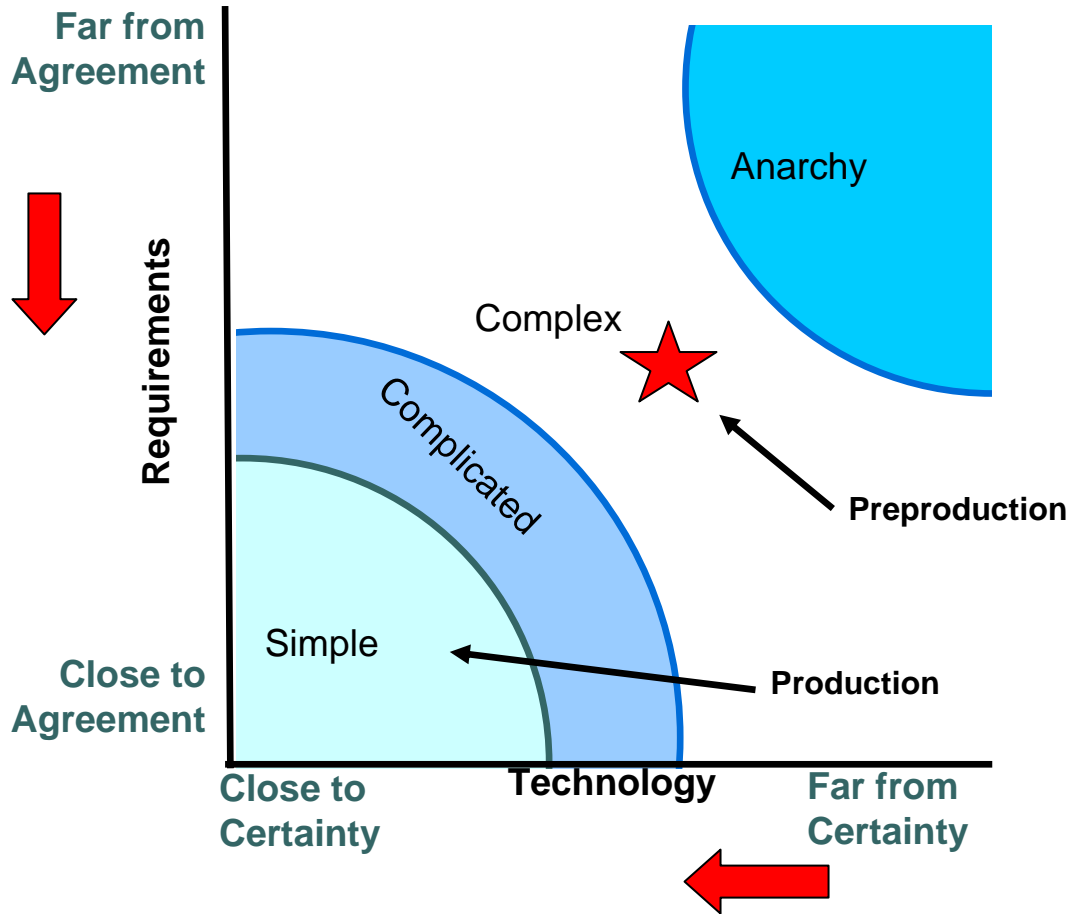 Far from
Agreement
Anarchy
Requirements
Complex
Complicated
Preproduction
Simple
Close to
Agreement
Production
Technology
Close to
Certainty
Far from
Certainty